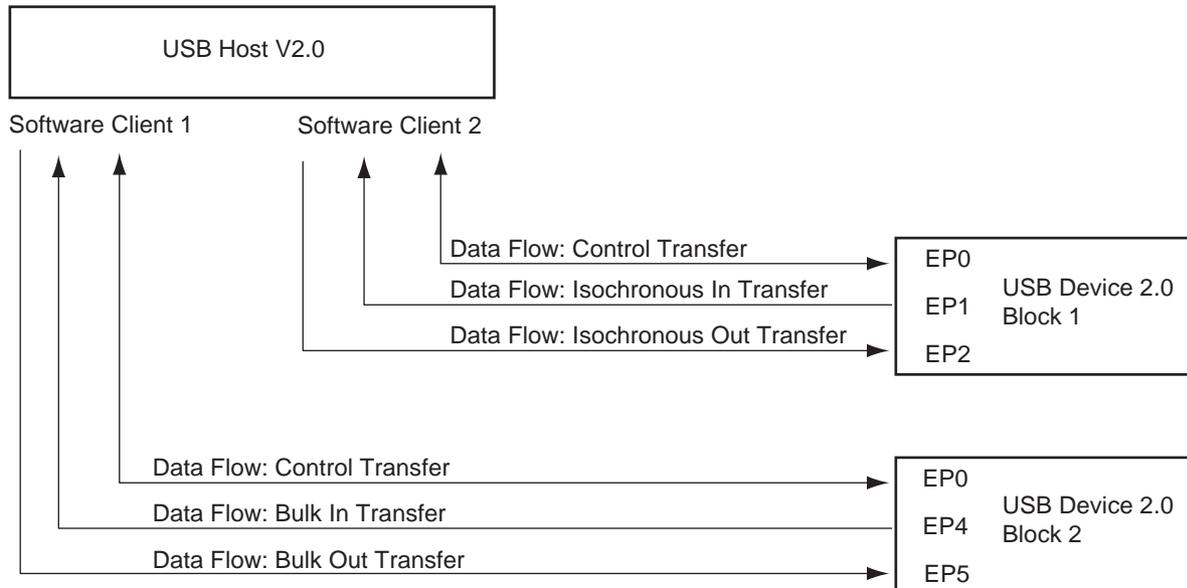 USB Host V2.0
Software Client 1
Software Client 2
Data Flow: Control Transfer
Data Flow: Isochronous In Transfer
Data Flow: Isochronous Out Transfer
EP0
EP1
EP2
USB Device 2.0
Block 1
Data Flow: Control Transfer
Data Flow: Bulk In Transfer
Data Flow: Bulk Out Transfer
EP0
EP4
EP5
USB Device 2.0
Block 2